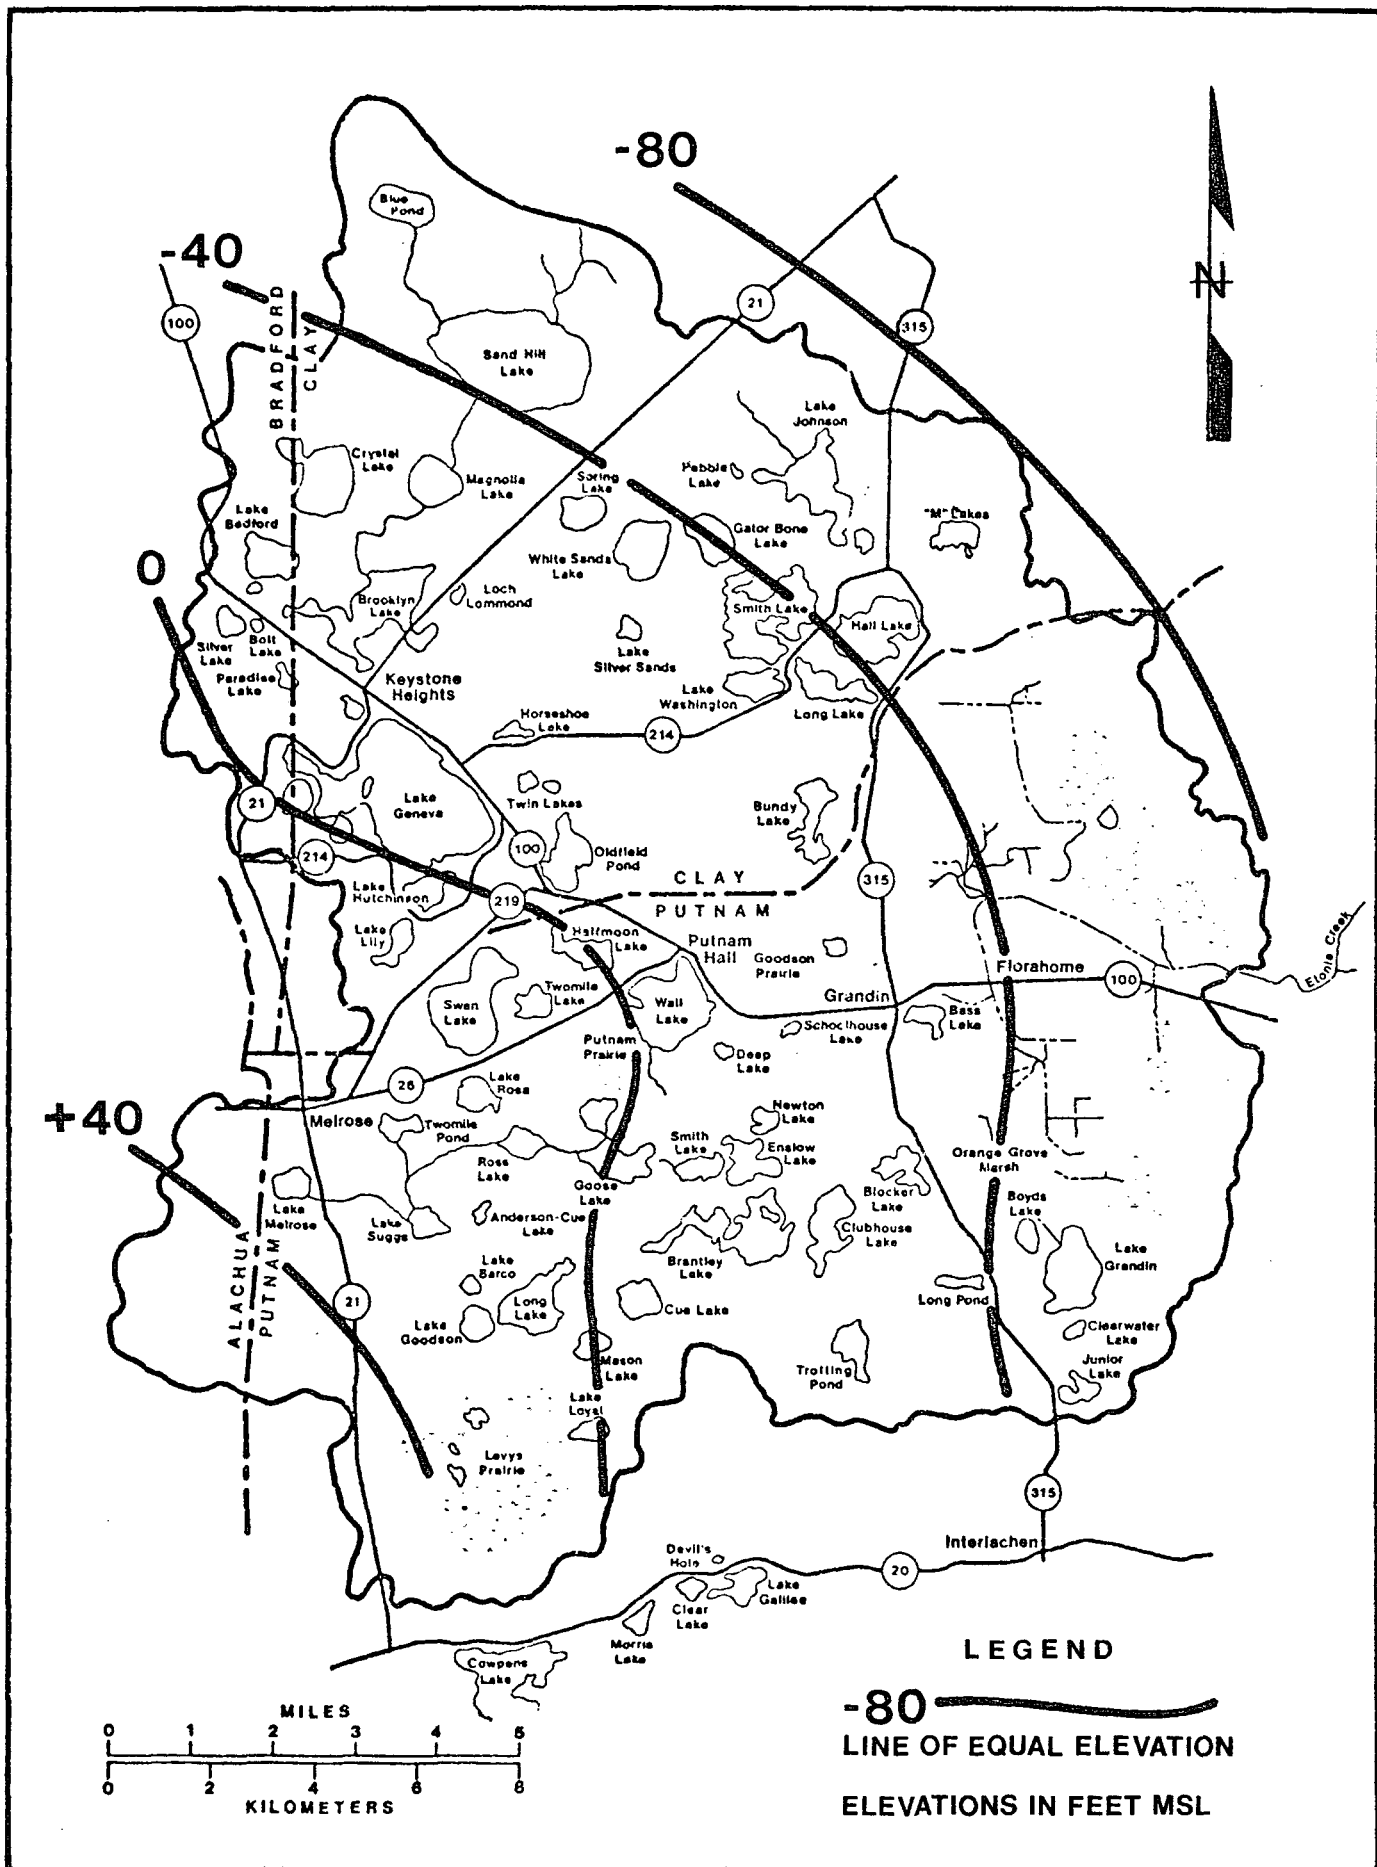 -80
Blue
Pond
-40
BRADFORD
CLAY
100
21
315
N
Sand Hill
Lake
Lake
Johnson
Crystal
Lake
Magnolia
Lake
Spring
Lake
Pebble
Lake
Lake
Bedford
"M" Lakes
Gator Bone
Lake
White Sands
Lake
0
Brooklyn
Lake
Loch
Lommond
Smith Lake
Hall Lake
Silver
Lake
Bolt
Lake
Paradise
Lake
Lake
Silver Sands
Keystone
Heights
Lake
Washington
Long Lake
Horseshoe
Lake
214
21
Lake
Geneva
Twin Lakes
Bundy
Lake
214
100
Oldfield
Pond
315
CLAY
PUTNAM
Lake
Hutchinson
219
Lake
Lily
Halfmoon
Lake
Putnam
Hall
Goodson
Prairie
Florahome
100
Etonia Creek
Swan
Lake
Twomile
Lake
Wall
Lake
Grandin
Bass
Lake
Schoolhouse
Lake
Putnam
Prairie
Deep
Lake
26
Lake
Rosa
+40
Melrose
Twomile
Pond
Newton
Lake
Smith
Lake
Enslow
Lake
Ross
Lake
Orange Grove
Marsh
Goose
Lake
Blocker
Lake
Boyds
Lake
Lake
Melrose
Lake
Suggs
Anderson-Cue
Lake
Clubhouse
Lake
ALACHUA
PUTNAM
Lake
Barco
Brantley
Lake
Lake
Grandin
21
Long
Lake
Cue Lake
Long Pond
Lake
Goodson
Clearwater
Lake
Mason
Lake
Trotting
Pond
Junior
Lake
Lake
Loyal
Levys
Prairie
315
Interlachen
Devil's
Hole
20
Lake
Galilee
Clear
Lake
Morris
Lake
Cowpens
Lake
LEGEND
-80
LINE OF EQUAL ELEVATION
ELEVATIONS IN FEET MSL
MILES
0 1 2 3 4 5
0 2 4 6 8
KILOMETERS